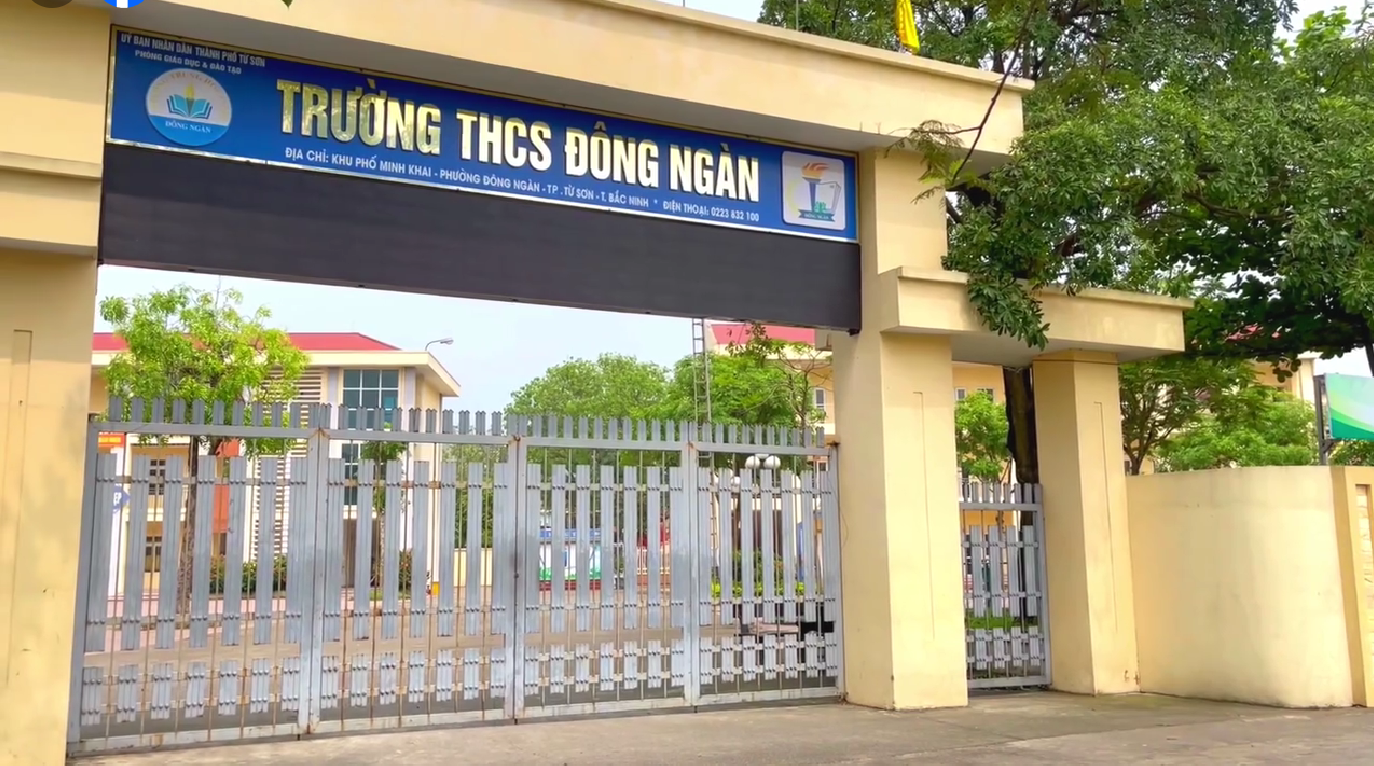 UỶ BAN NHÂN DÂN THÀNH PHỐ TỪ SƠN
PHÒNG GIÁO DỤC & ĐÀO TẠO
ĐÔNG NGÀN
TRƯỜNG THCS ĐÔNG NGÀN
ĐỊA CHỈ: KHU PHỐ MINH KHAI - PHƯỜNG ĐÔNG NGÀN - TP .TỪ SƠN - T. BẮC NINH * ĐIỆN THOẠI: 0223 832 100